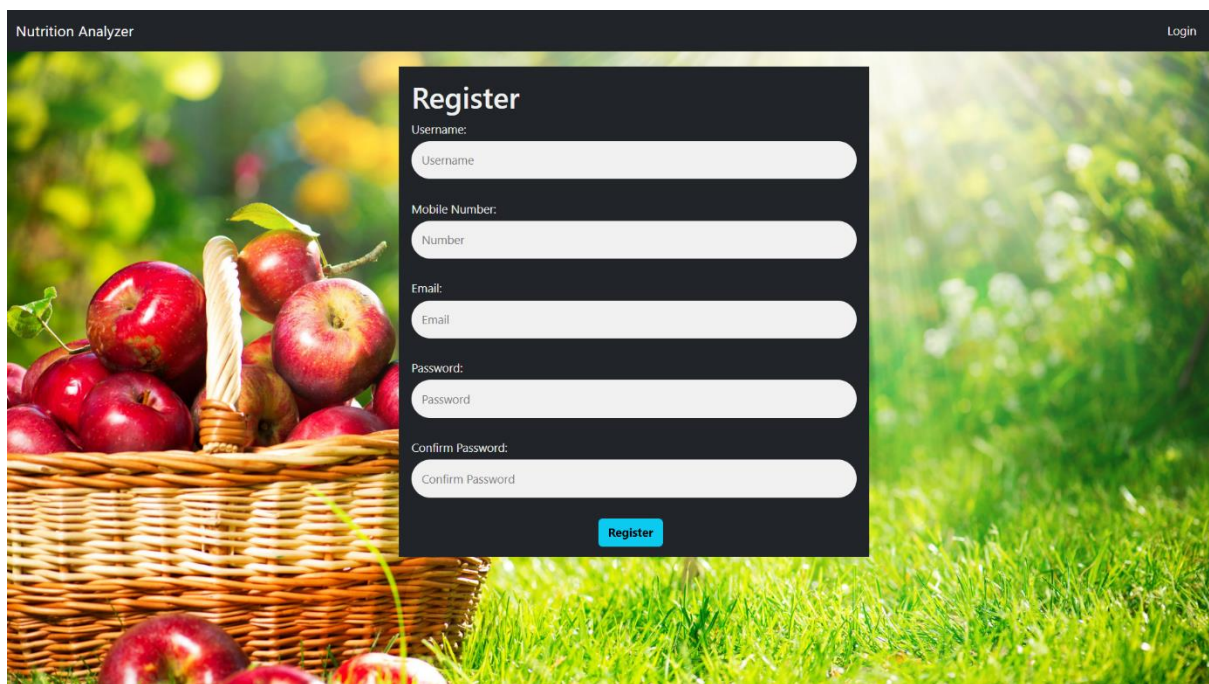 Nutrition Analyzer
Login
Register
Username:
Username
Mobile Number:
Number
Email:
Email
Password:
Password
Confirm Password:
Confirm Password
Register